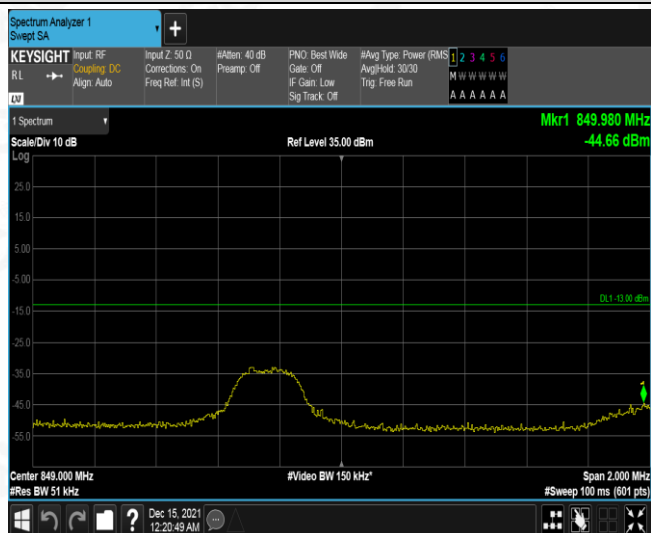 Spectrum Analyzer 1
Swept SA
+
KEYSIGHT
RL
LXI
Input: RF
Coupling: DC
Align: Auto
Input Z: 50 Ω
Corrections: On
Freq Ref: Int (S)
#Atten: 40 dB
Preamp: Off
PNO: Best Wide
Gate: Off
IF Gain: Low
Sig Track: Off
#Avg Type: Power (RMS
Avg|Hold: 30/30
Trig: Free Run
1 2 3 4 5 6
M W W W W W
A A A A A A
1 Spectrum
Mkr1 849.980 MHz
-44.66 dBm
Scale/Div 10 dB
Ref Level 35.00 dBm
Log
25.0
15.0
5.00
-5.00
DL1 -13.00 dBm
-15.0
-25.0
-35.0
1
-45.0
-55.0
Center 849.000 MHz
#Video BW 150 kHz*
Span 2.000 MHz
#Res BW 51 kHz
#Sweep 100 ms (601 pts)
?
Dec 15, 2021
12:20:49 AM